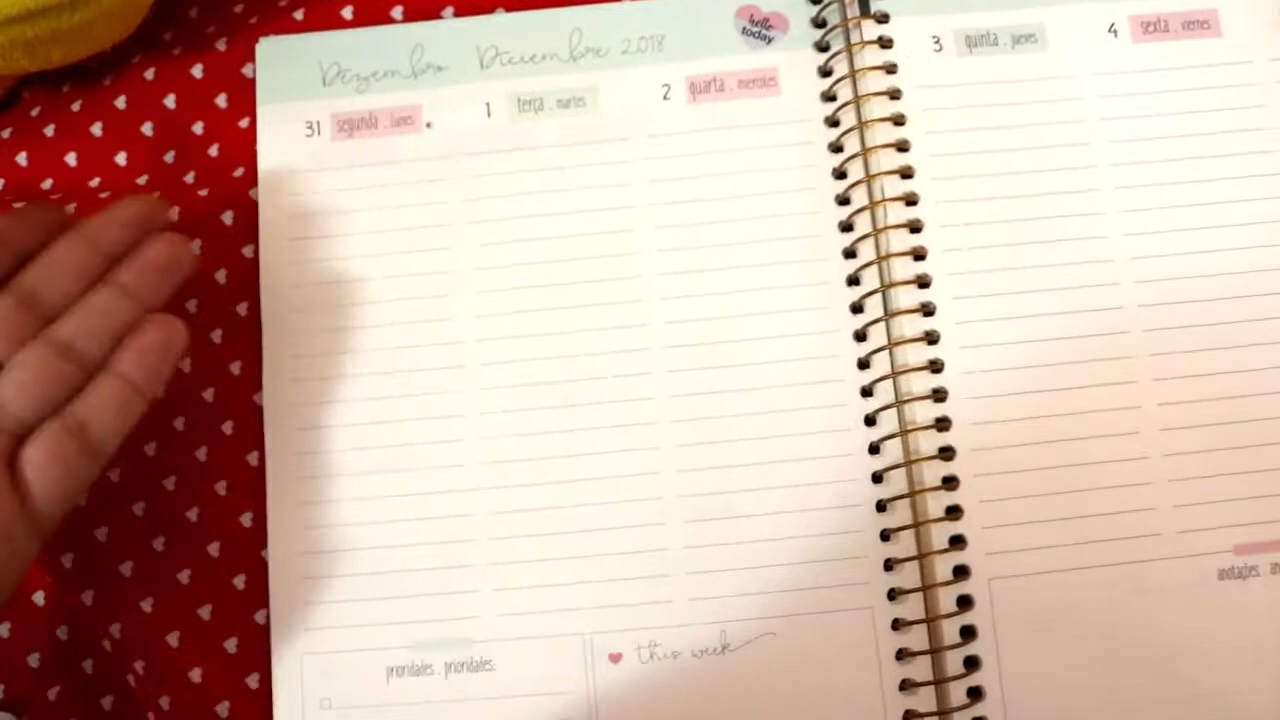 Dezembro Diciembre 2018
hello
today
31 segunda . lunes
1 terça . martes
2 quarta . miercoles
3 quinta . jueves
4 sexta . viernes
prioridades . prioridades:
this week
anotações